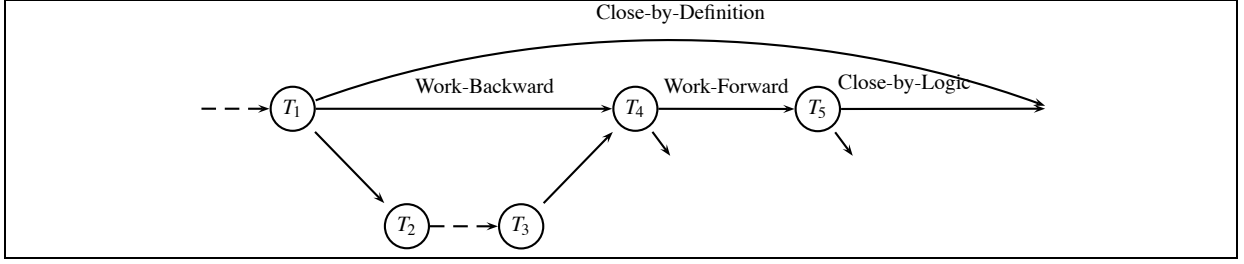 Close-by-Definition
Work-Backward
Work-Forward
Close-by-Logic
T1
T4
T5
T2
T3